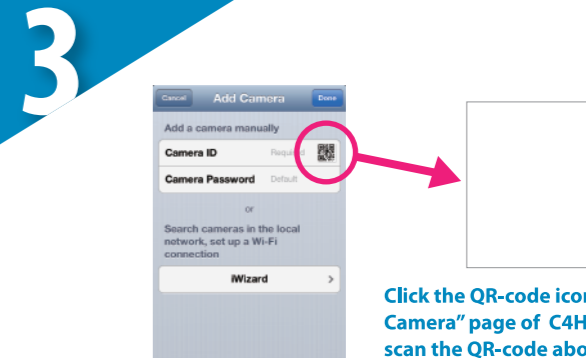 3
Cancel Add Camera Done
Add a camera manually
Camera ID Required
Camera Password Default
or
Search cameras in the local
network, set up a Wi-Fi
connection
iWizard
Click the QR-code
Camera” page of C4H
scan the QR-code